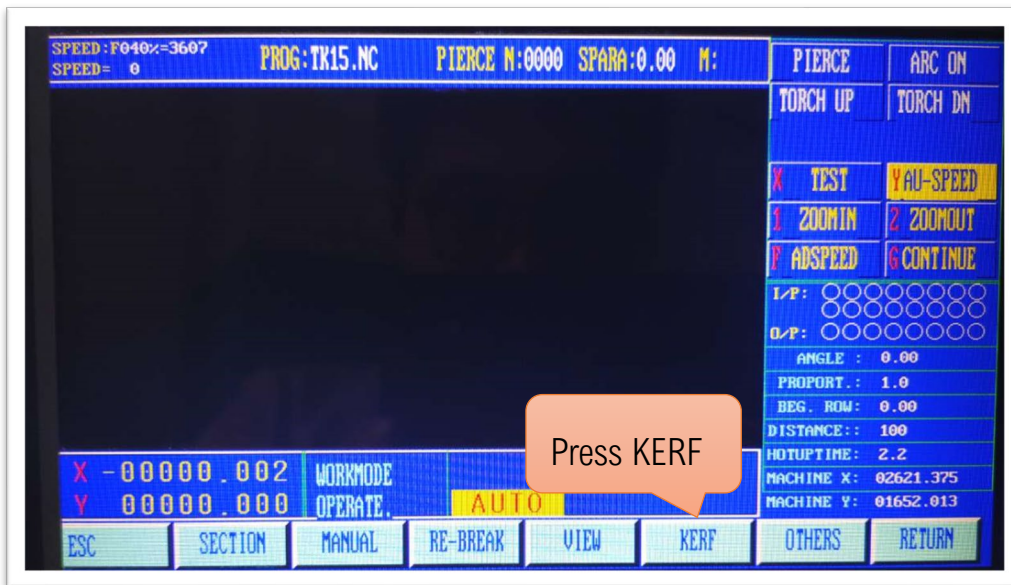 SPEED:F040%=3607
SPEED= 0
PROG:TK15.NC PIERCE N:0000 SPARA:0.00 M:
PIERCE ARC ON
TORCH UP TORCH DN
X TEST Y AU-SPEED
1 ZOOMIN 2 ZOOMOUT
F ADSPEED G CONTINUE
I/P:
O/P:
ANGLE : 0.00
PROPORT.: 1.0
BEG. ROW: 0.00
DISTANCE:: 100
HOTUPTIME: 2.2
MACHINE X: 02621.375
MACHINE Y: 01652.013
Press KERF
X -00000.002 WORKMODE
Y 00000.000 OPERATE. AUTO
ESC SECTION MANUAL RE-BREAK VIEW KERF OTHERS RETURN